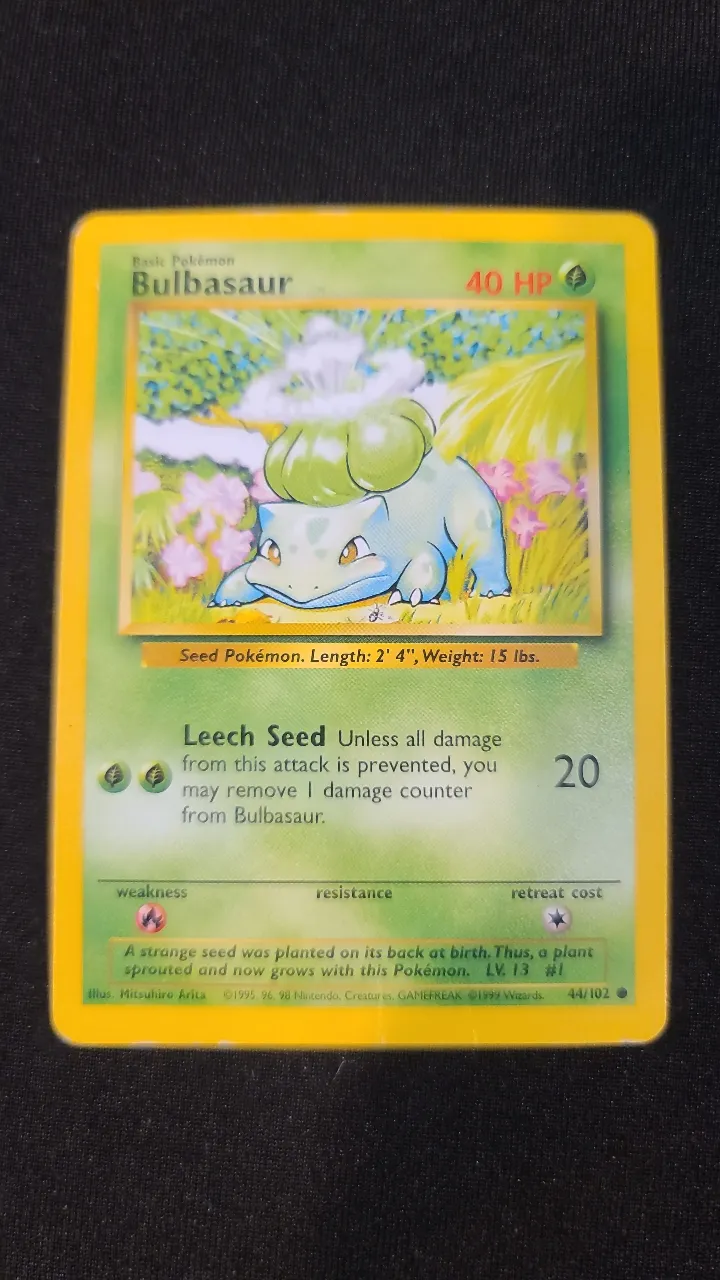 Basic Pokémon
Bulbasaur
40 HP
Seed Pokémon. Length: 2' 4", Weight: 15 lbs.
Leech Seed Unless all damage
from this attack is prevented, you
may remove 1 damage counter
from Bulbasaur.
20
weakness resistance retreat cost
A strange seed was planted on its back at birth. Thus, a plant
sprouted and now grows with this Pokémon. LV. 13 #1
Illus. Mitsuhiro Arita ©1995, 96, 98 Nintendo, Creatures, GAMEFREAK. ©1999 Wizards. 44/102